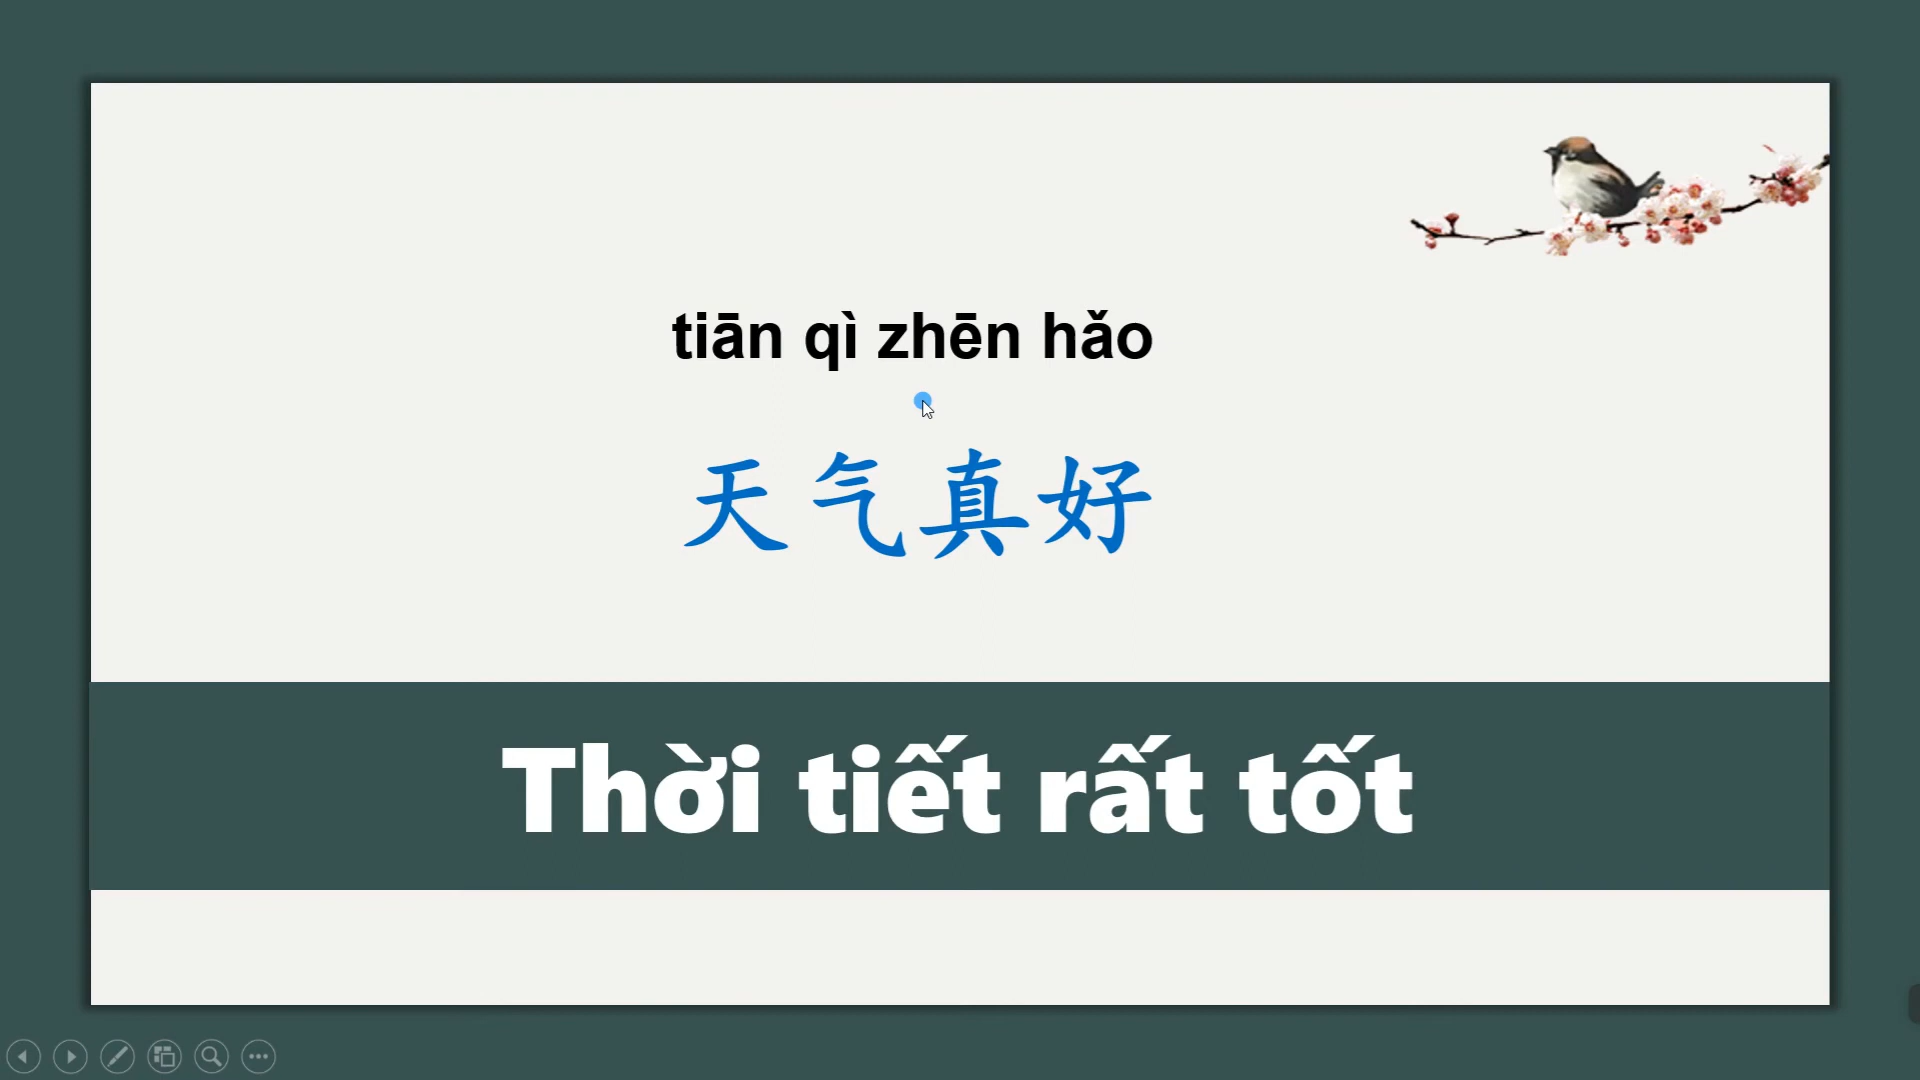 tiān qì zhēn hǎo
天气真好
Thời tiết rất tốt